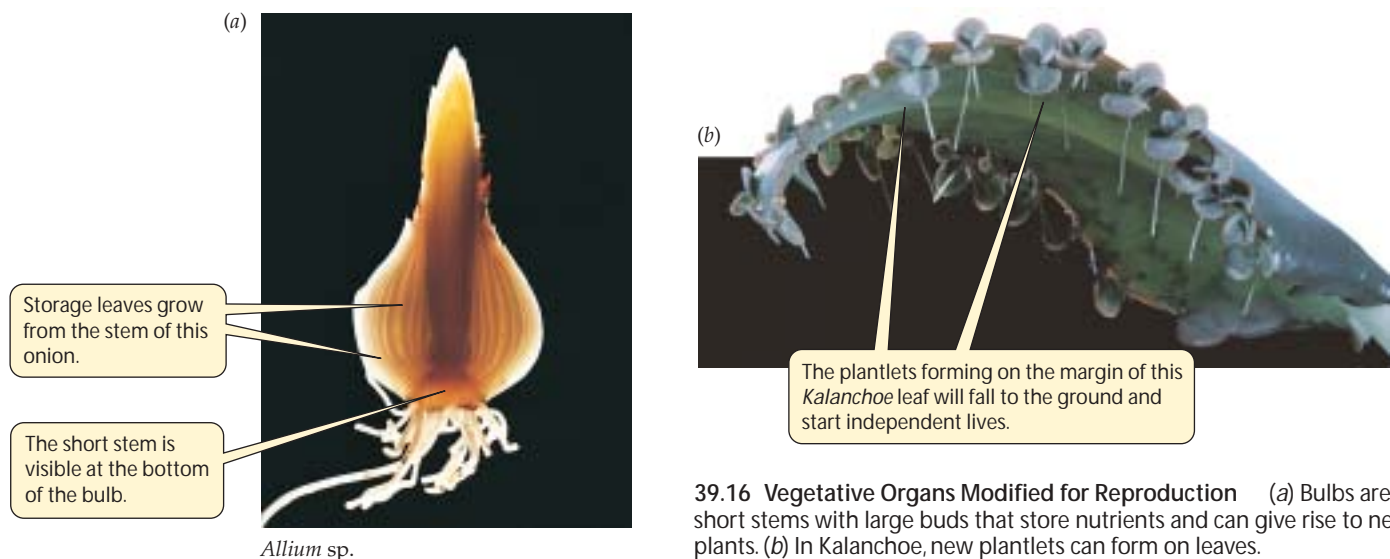 (a)
Storage leaves grow
from the stem of this
onion.
The short stem is
visible at the bottom
of the bulb.
Allium sp.
(b)
The plantlets forming on the margin of this
Kalanchoe leaf will fall to the ground and
start independent lives.
39.16 Vegetative Organs Modified for Reproduction (a) Bulbs are
short stems with large buds that store nutrients and can give rise to
plants. (b) In Kalanchoe, new plantlets can form on leaves.